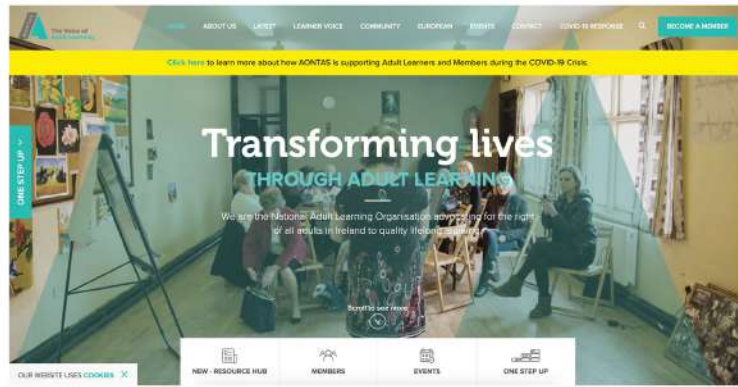 The Voice of
Adult Learning
HOME ABOUT US LATEST LEARNER VOICE COMMUNITY EUROPEAN EVENTS CONTACT COVID-19 RESPONSE BECOME A MEMBER
Click here to learn more about how AONTAS is supporting Adult Learners and Members during the COVID-19 Crisis.
ONE STEP UP
Transforming lives
THROUGH ADULT LEARNING
We are the National Adult Learning Organisation advocating for the right
of all adults in Ireland to quality lifelong learning.
Scroll to see more
NEW - RESOURCE HUB MEMBERS EVENTS ONE STEP UP
OUR WEBSITE USES COOKIES X